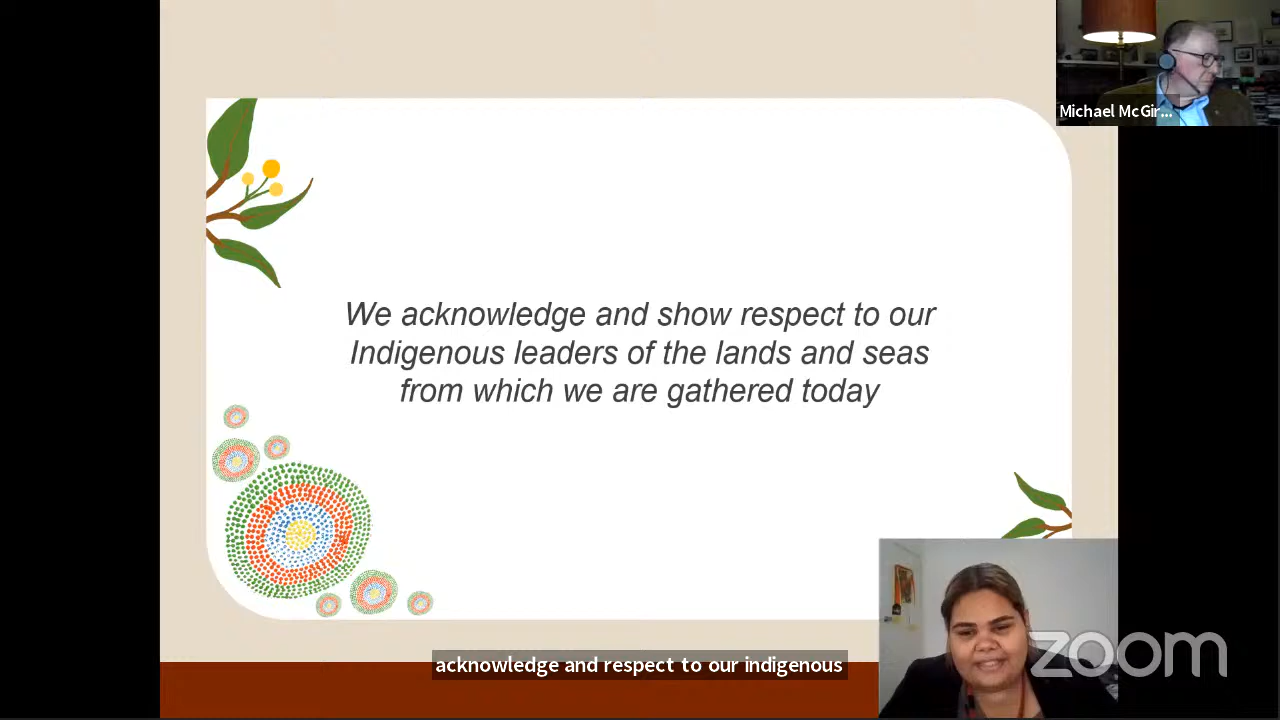 Michael McGir...
We acknowledge and show respect to our
Indigenous leaders of the lands and seas
from which we are gathered today
acknowledge and respect to our indigenous
zoom